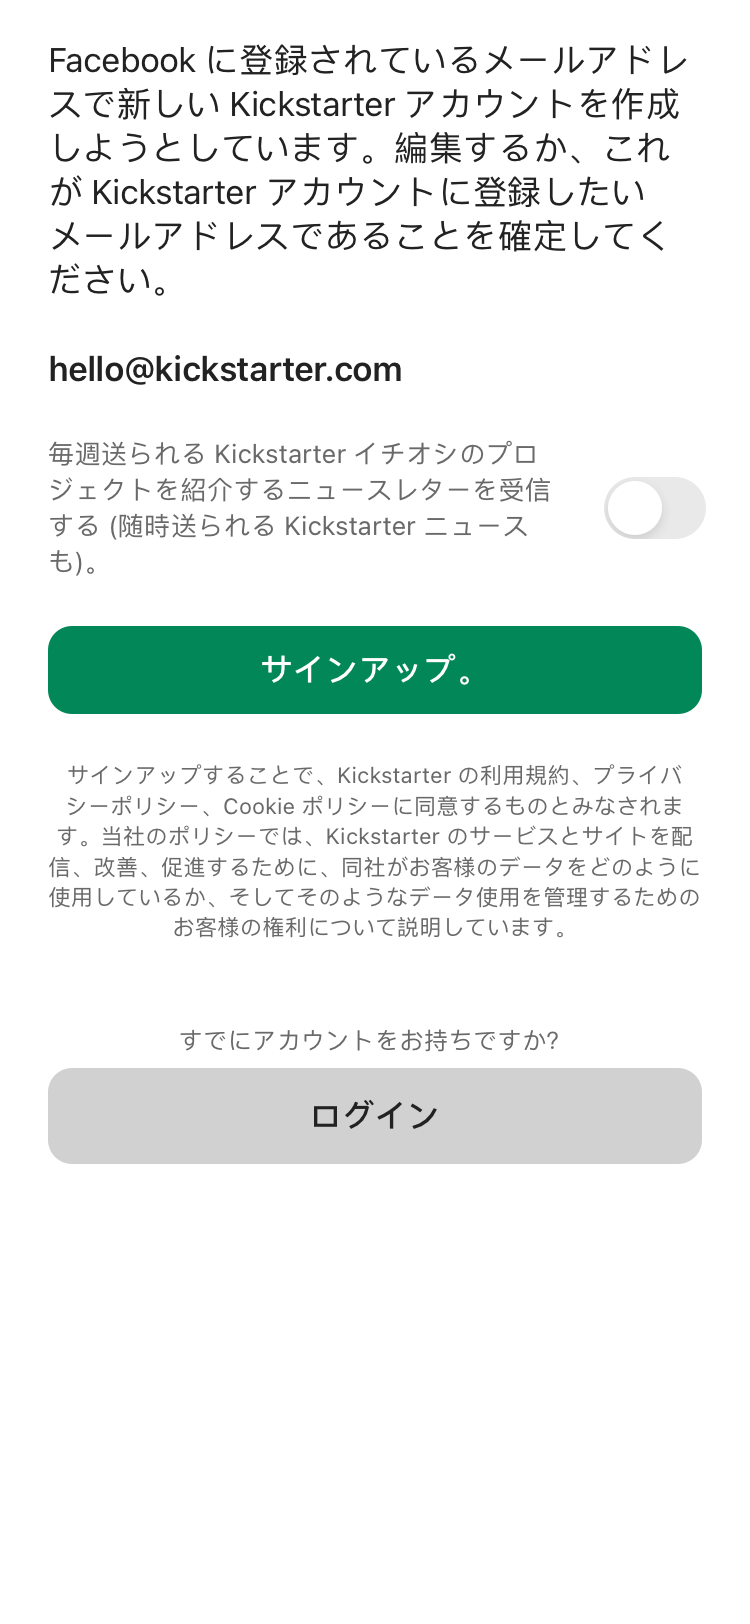 Facebook に登録されているメールアドレ
スで新しい Kickstarter アカウントを作成
しようとしています。編集するか、これ
が Kickstarter アカウントに登録したい
メールアドレスであることを確定してく
ださい。
hello@kickstarter.com
毎週送られる Kickstarter イチオシのプロ
ジェクトを紹介するニュースレターを受信
する (随時送られる Kickstarter ニュース
も)。
サインアップ。
サインアップすることで、Kickstarter の利用規約、プライバ
シーポリシー、Cookie ポリシーに同意するものとみなされま
す。当社のポリシーでは、Kickstarter のサービスとサイトを配
信、改善、促進するために、同社がお客様のデータをどのように
使用しているか、そしてそのようなデータ使用を管理するための
お客様の権利について説明しています。
すでにアカウントをお持ちですか?
ログイン